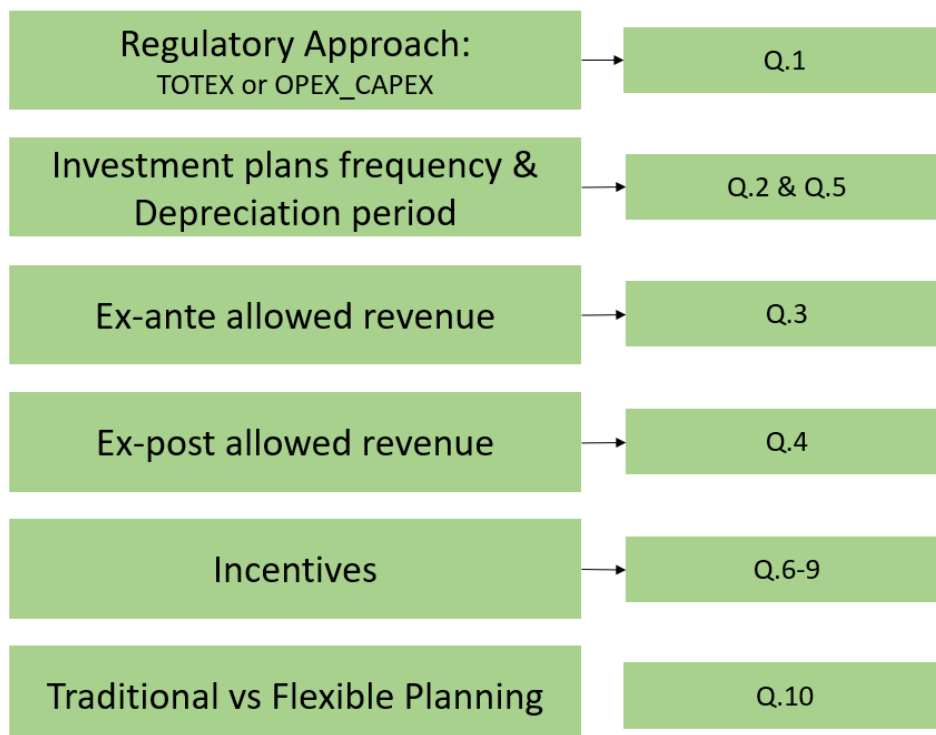 Regulatory Approach:
TOTEX or OPEX_CAPEX
Q.1
Investment plans frequency &
Depreciation period
Q.2 & Q.5
Ex-ante allowed revenue
Q.3
Ex-post allowed revenue
Q.4
Incentives
Q.6-9
Traditional vs Flexible Planning
Q.10